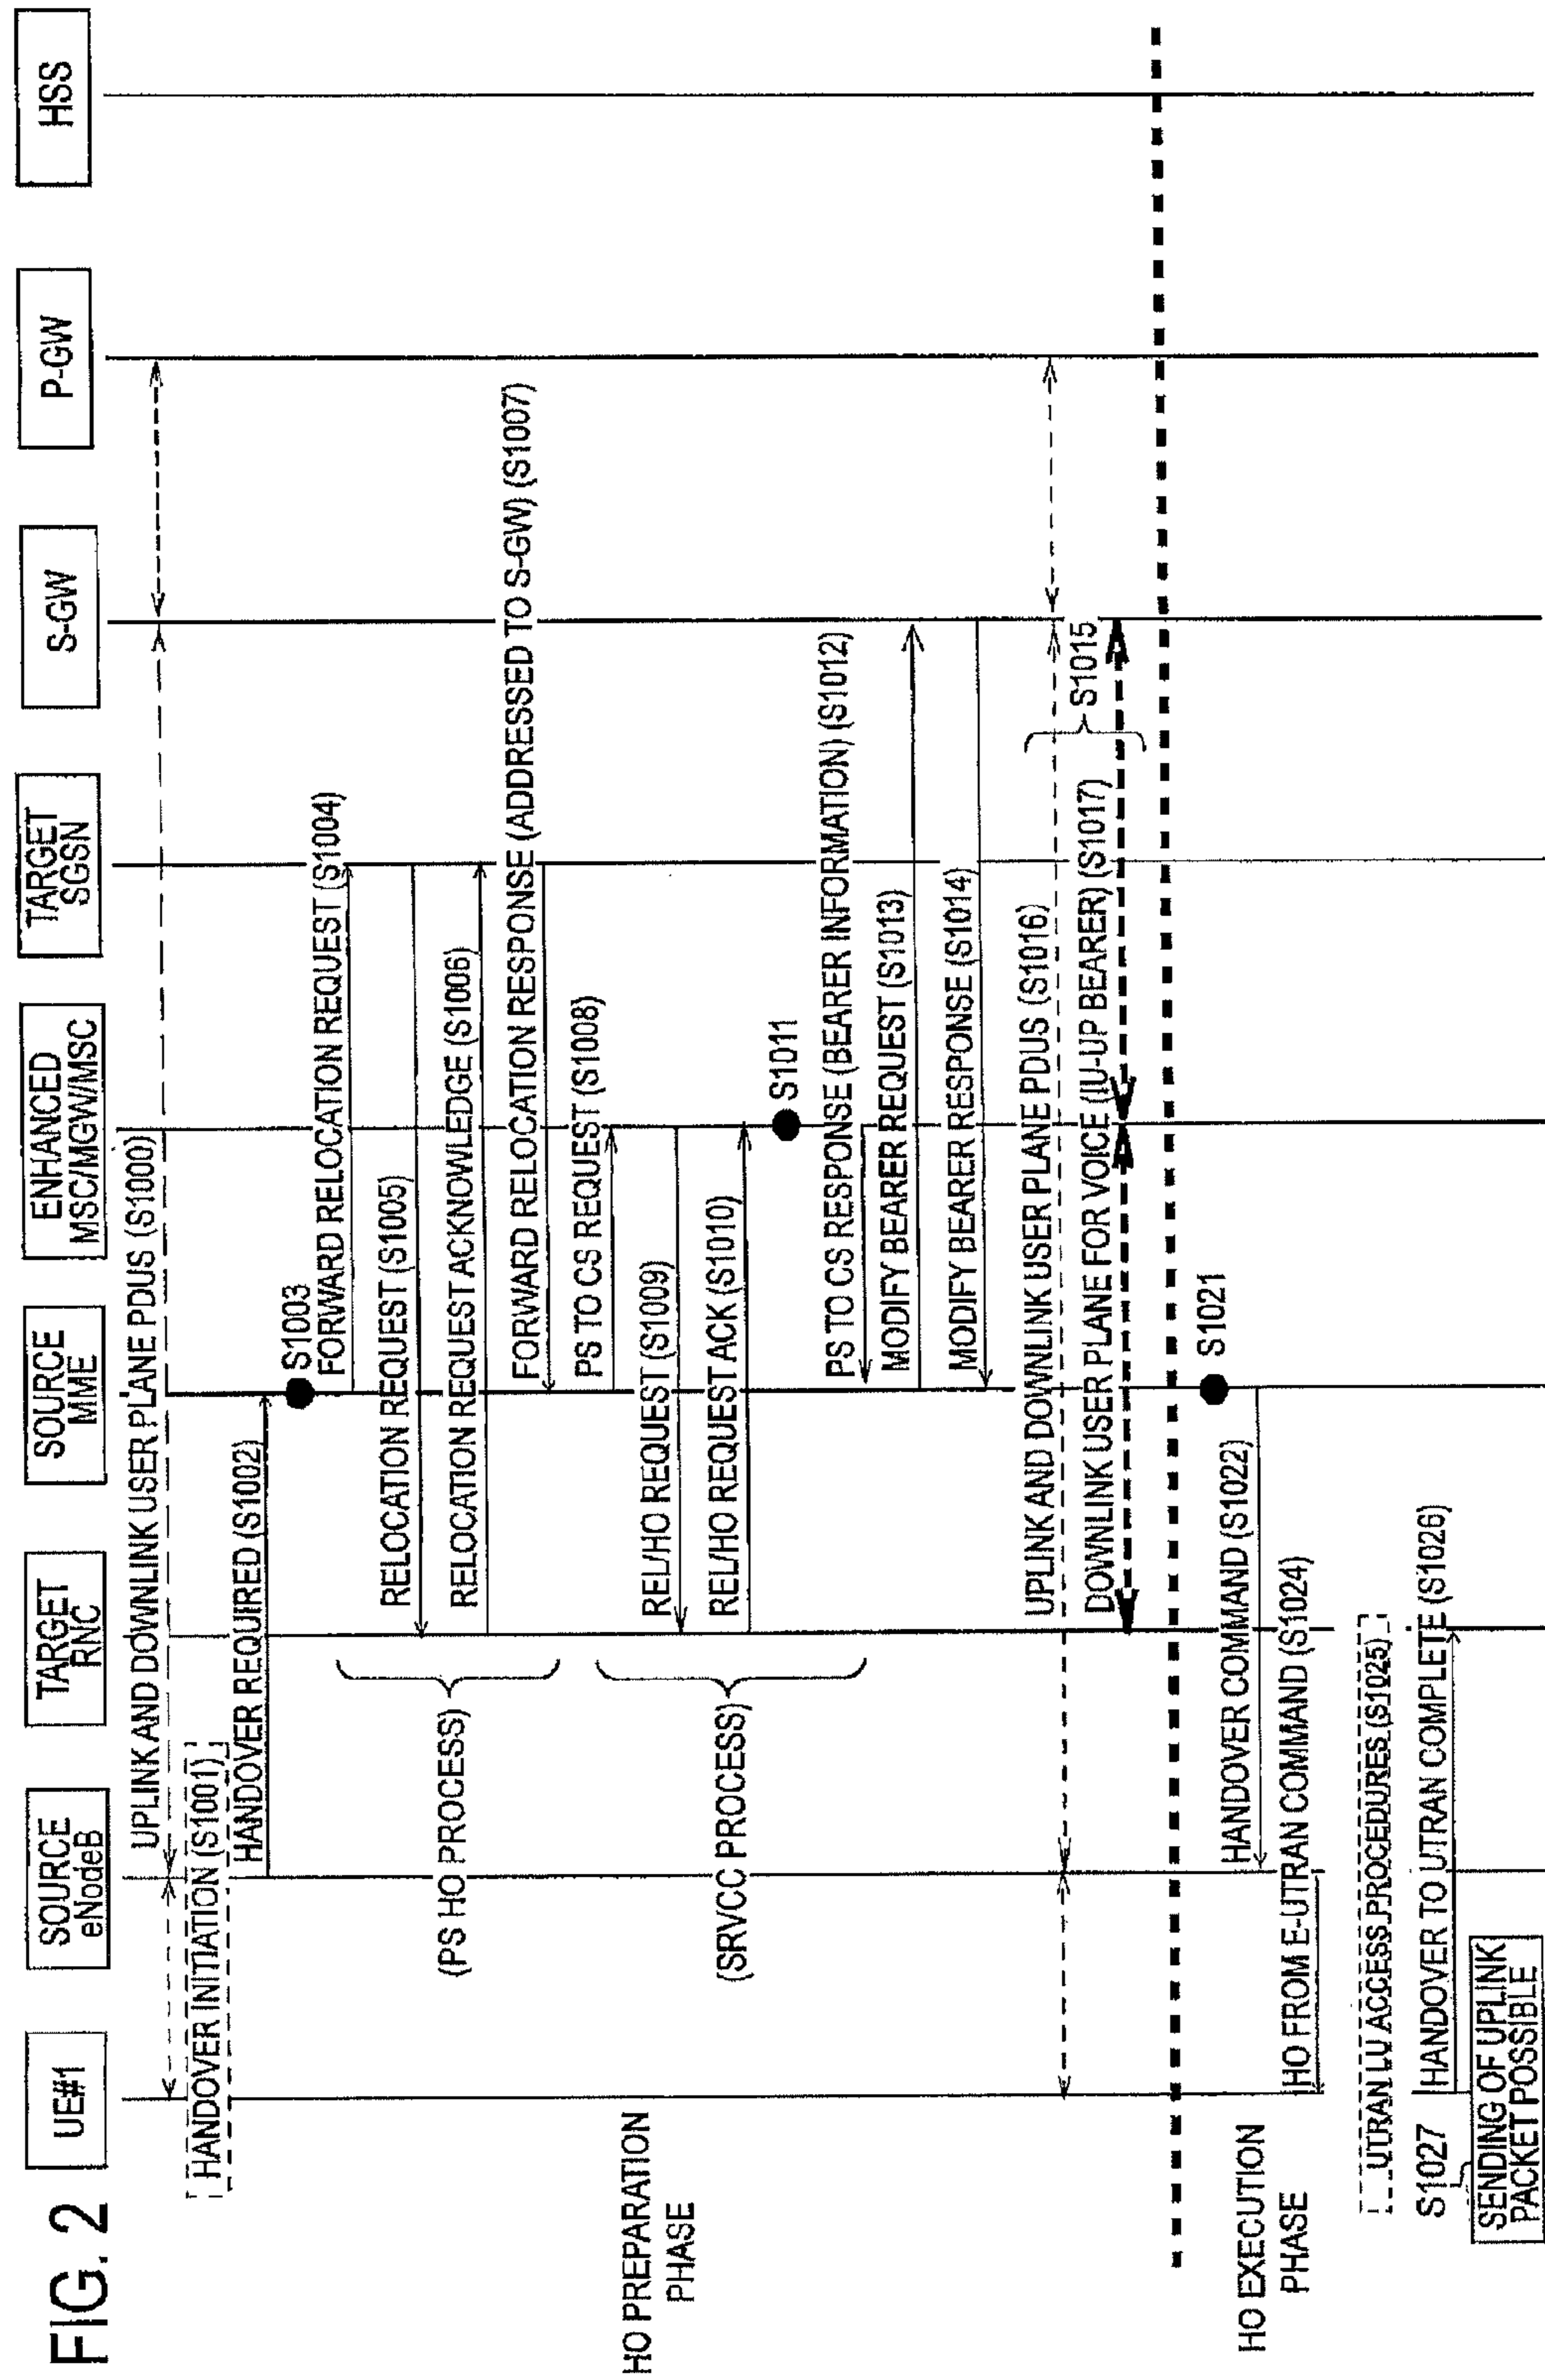 FIG. 2
UE#1
SOURCE
eNodeB
TARGET
RNC
SOURCE
MME
ENHANCED
MSC/MGW/MSC
TARGET
SGSN
S-GW
P-GW
HSS
UPLINK AND DOWNLINK USER PLANE PDUS (S1000)
HANDOVER INITIATION (S1001)
HANDOVER REQUIRED (S1002)
S1003
FORWARD RELOCATION REQUEST (S1004)
RELOCATION REQUEST (S1005)
RELOCATION REQUEST ACKNOWLEDGE (S1006)
(PS HO PROCESS)
FORWARD RELOCATION RESPONSE (ADDRESSED TO S-GW) (S1007)
PS TO CS REQUEST (S1008)
HO PREPARATION
PHASE
REL/HO REQUEST (S1009)
REL/HO REQUEST ACK (S1010)
(SRVCC PROCESS)
S1011
PS TO CS RESPONSE (BEARER INFORMATION) (S1012)
MODIFY BEARER REQUEST (S1013)
MODIFY BEARER RESPONSE (S1014)
UPLINK AND DOWNLINK USER PLANE PDUS (S1016)
S1015
DOWNLINK USER PLANE FOR VOICE (IU-UP BEARER) (S1017)
S1021
HO EXECUTION
PHASE
HANDOVER COMMAND (S1022)
HO FROM E-UTRAN COMMAND (S1024)
UTRAN LU ACCESS PROCEDURES (S1025)
HANDOVER TO UTRAN COMPLETE (S1026)
S1027
SENDING OF UPLINK
PACKET POSSIBLE